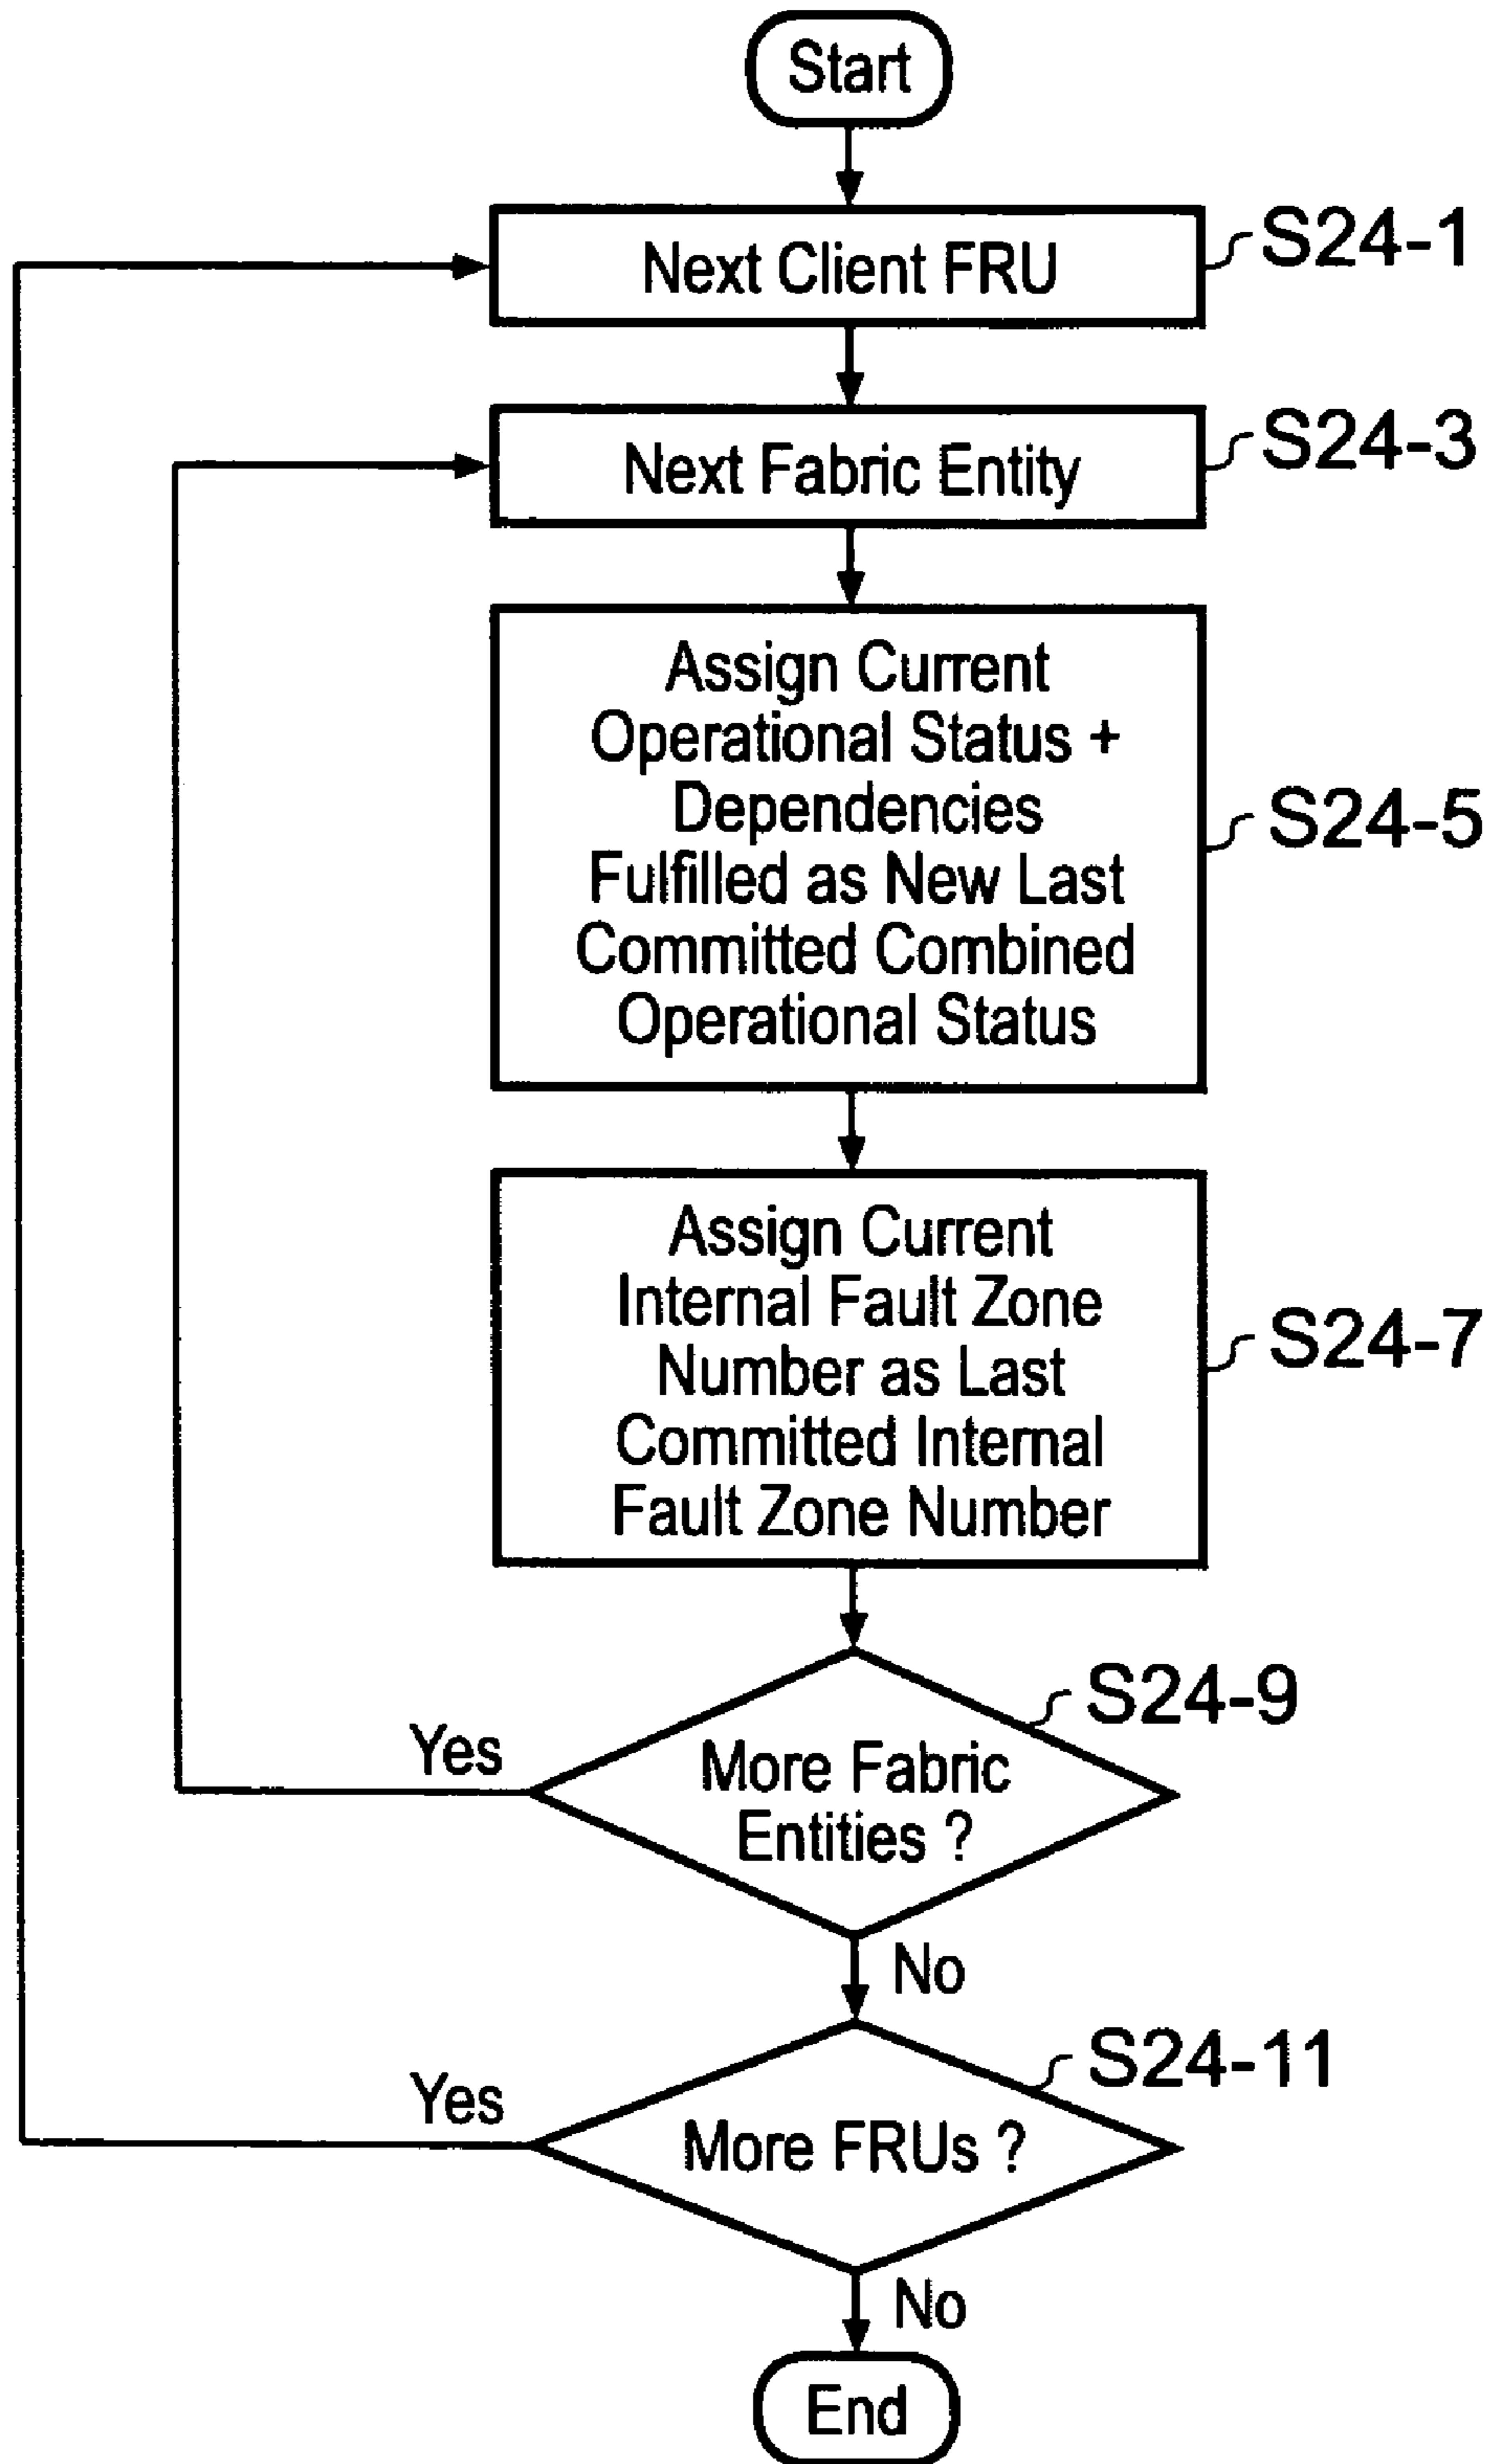 Start
Next Client FRU
S24-1
Next Fabric Entity
S24-3
Assign Current
Operational Status +
Dependencies
Fulfilled as New Last
Committed Combined
Operational Status
S24-5
Assign Current
Internal Fault Zone
Number as Last
Committed Internal
Fault Zone Number
S24-7
S24-9
Yes
More Fabric
Entities ?
No
S24-11
Yes
More FRUs ?
No
End